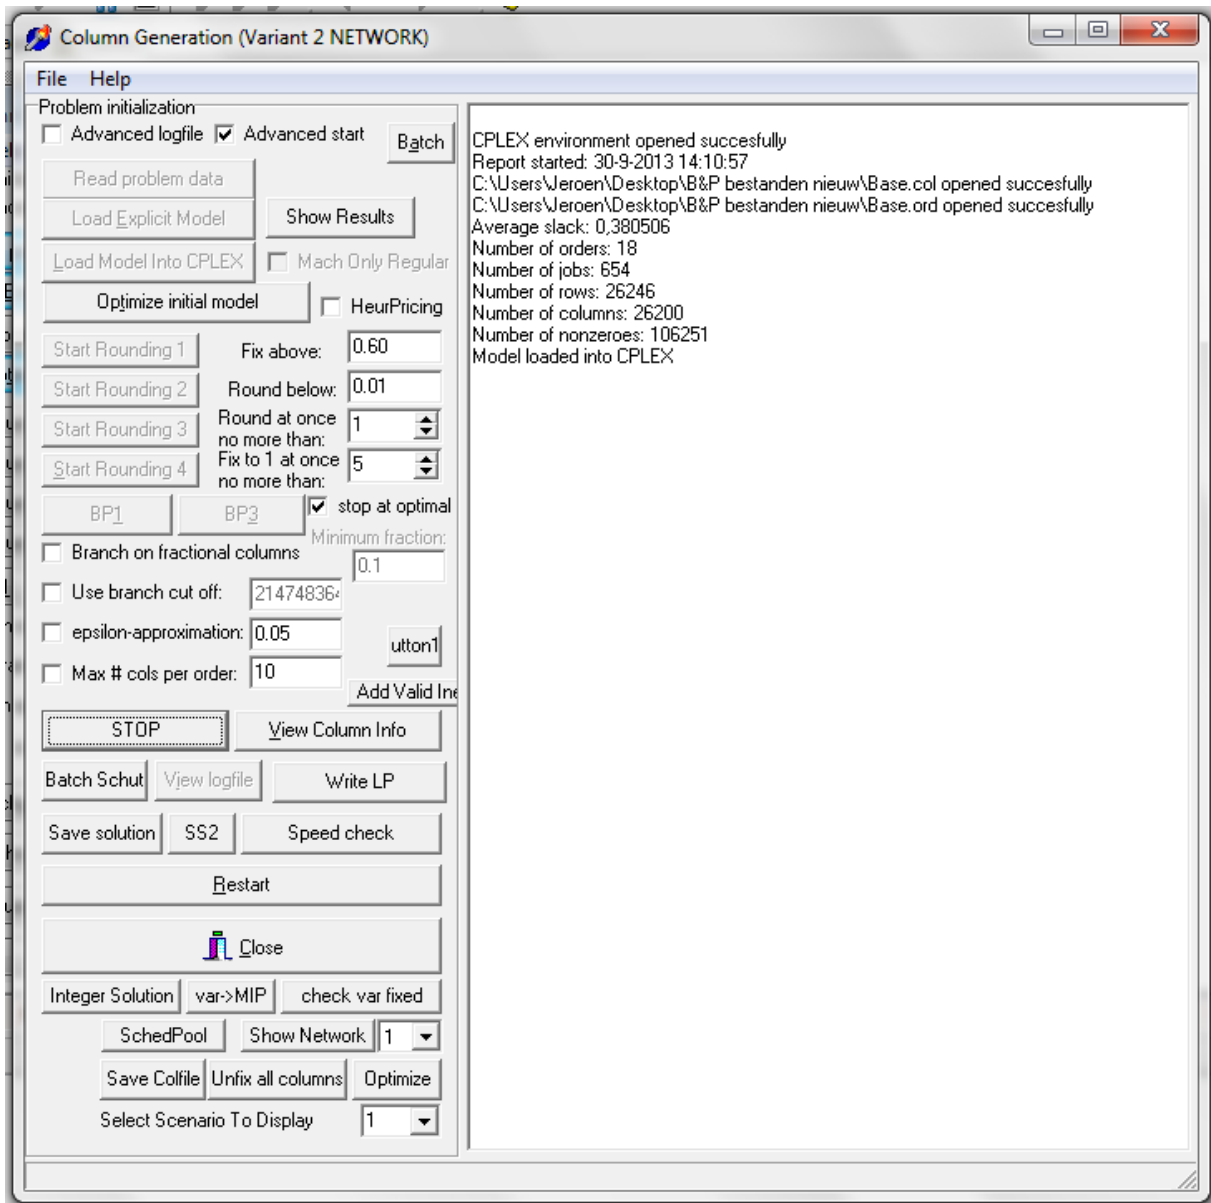 Column Generation (Variant 2 NETWORK)
File Help
Problem initialization
Advanced logfile Advanced start Batch
Read problem data
Load Explicit Model Show Results
Load Model Into CPLEX Mach Only Regular
Optimize initial model HeurPricing
Start Rounding 1 Fix above: 0.60
Start Rounding 2 Round below: 0.01
Start Rounding 3 Round at once no more than: 1
Start Rounding 4 Fix to 1 at once no more than: 5
BP1 BP3 stop at optimal
Minimum fraction:
Branch on fractional columns 0.1
Use branch cut off: 214748364
epsilon-approximation: 0.05
utton1
Max # cols per order: 10
Add Valid Ine
STOP View Column Info
Batch Schut View logfile Write LP
Save solution SS2 Speed check
Restart
Close
Integer Solution var->MIP check var fixed
SchedPool Show Network 1
Save Colfile Unfix all columns Optimize
Select Scenario To Display 1
CPLEX environment opened succesfully
Report started: 30-9-2013 14:10:57
C:\Users\Jeroen\Desktop\B&P bestanden nieuw\Base.col opened succesfully
C:\Users\Jeroen\Desktop\B&P bestanden nieuw\Base.ord opened succesfully
Average slack: 0,380506
Number of orders: 18
Number of jobs: 654
Number of rows: 26246
Number of columns: 26200
Number of nonzeroes: 106251
Model loaded into CPLEX